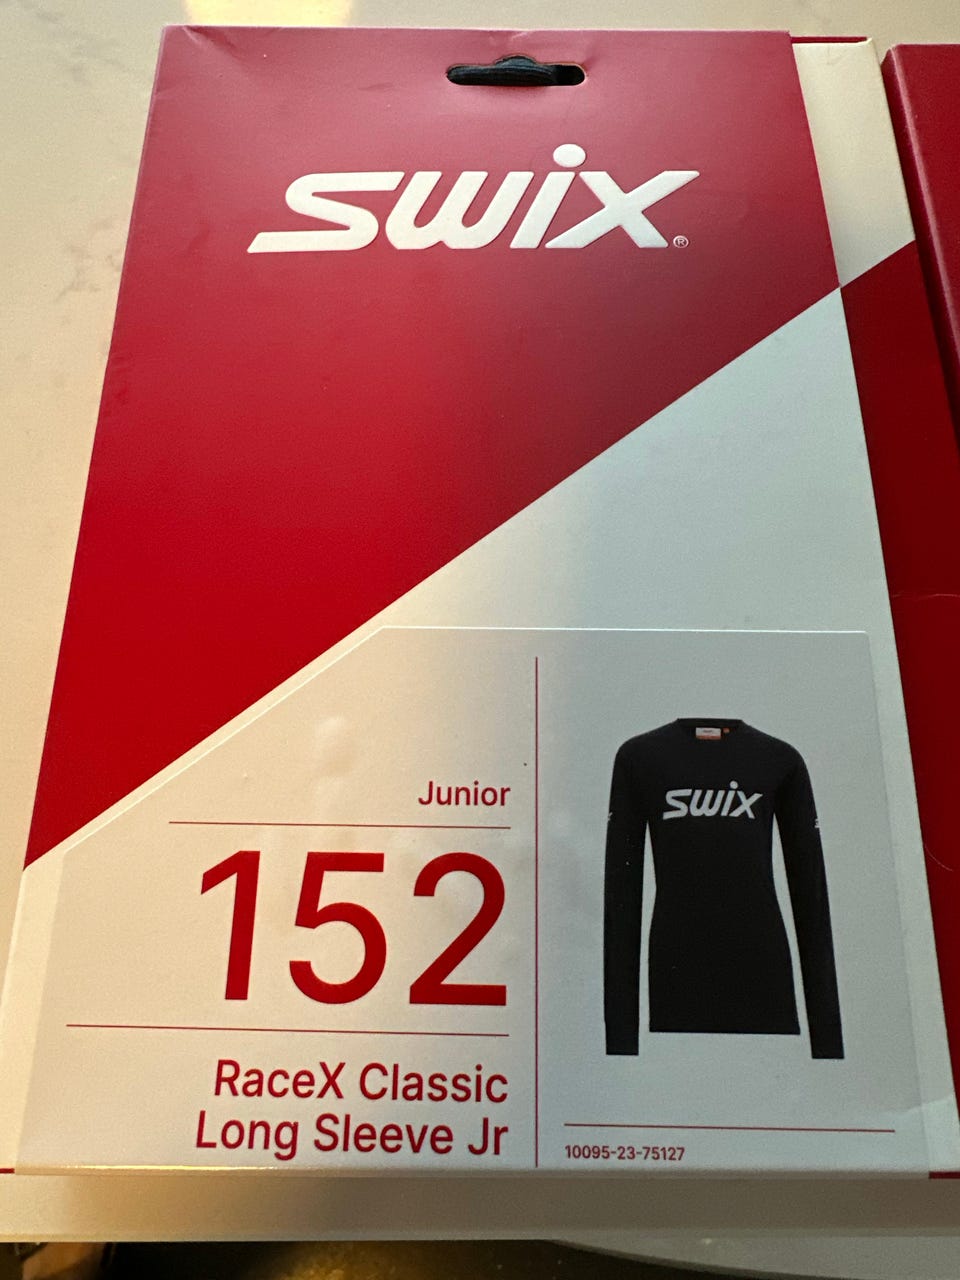 swix®
Junior
152
RaceX Classic
Long Sleeve Jr
swix
10095-23-75127